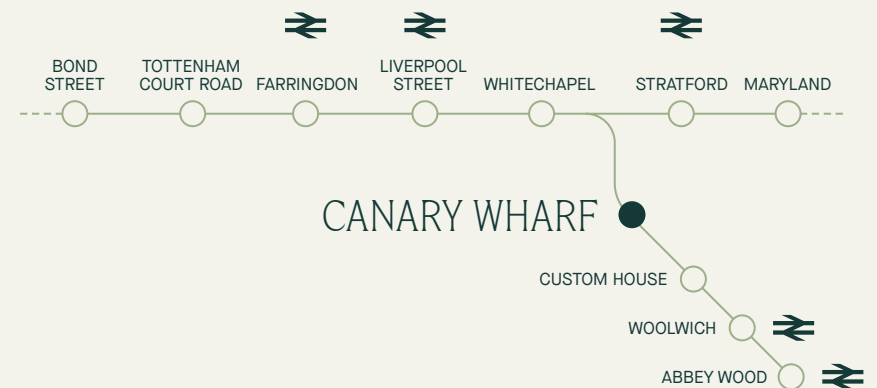 BOND
STREET
TOTTENHAM
COURT ROAD
FARRINGDON
LIVERPOOL
STREET
WHITECHAPEL
STRATFORD
MARYLAND
CANARY WHARF
CUSTOM HOUSE
WOOLWICH
ABBEY WOOD